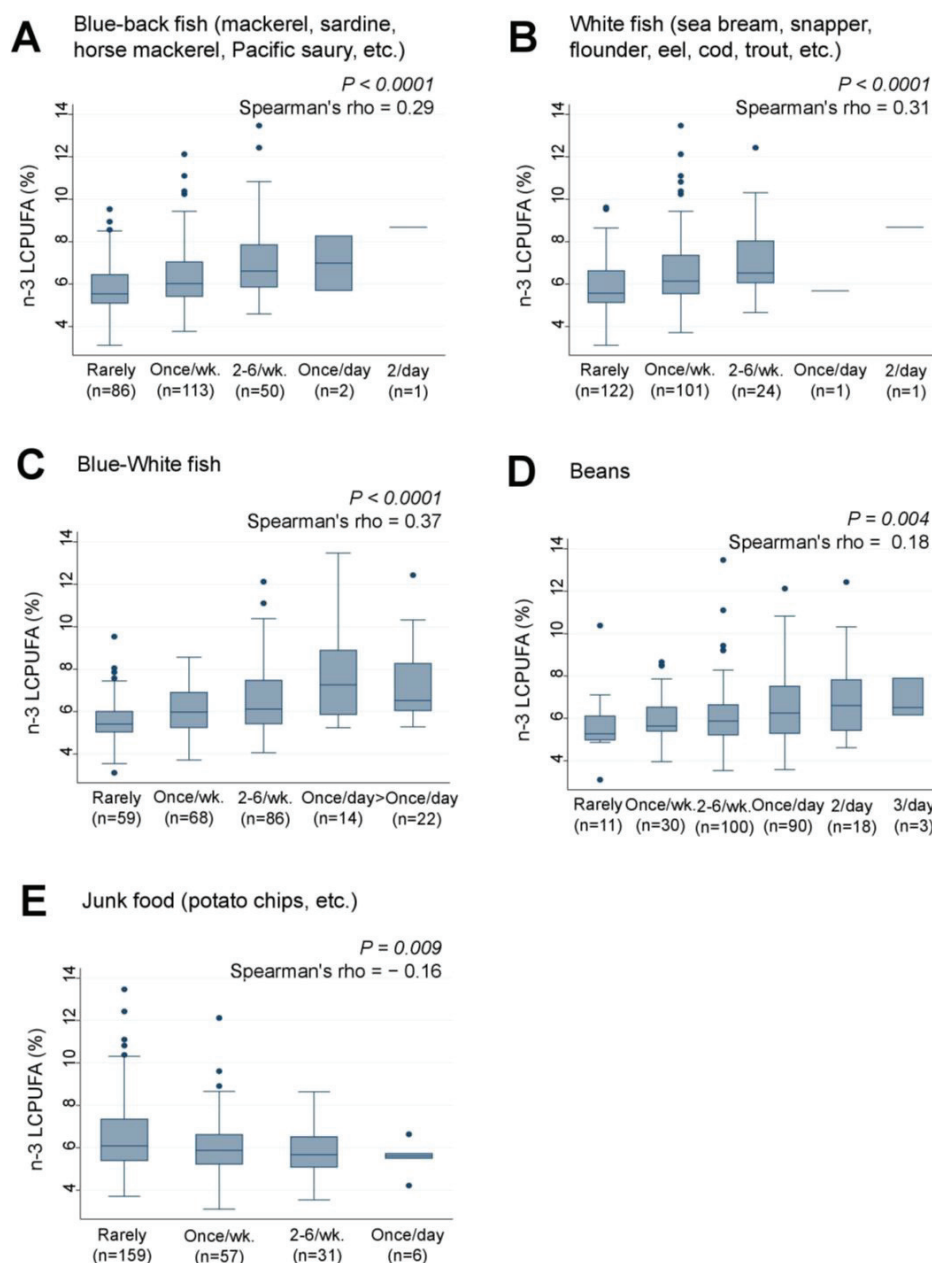 A
Blue-back fish (mackerel, sardine,
horse mackerel, Pacific saury, etc.)
P < 0.0001
Spearman's rho = 0.29
n-3 LCPUFA (%)
14
12
10
8
6
4
Rarely Once/wk. 2-6/wk. Once/day 2/day
(n=86) (n=113) (n=50) (n=2) (n=1)
B
White fish (sea bream, snapper,
flounder, eel, cod, trout, etc.)
P < 0.0001
Spearman's rho = 0.31
n-3 LCPUFA (%)
14
12
10
8
6
4
Rarely Once/wk. 2-6/wk. Once/day 2/day
(n=122) (n=101) (n=24) (n=1) (n=1)
C
Blue-White fish
P < 0.0001
Spearman's rho = 0.37
n-3 LCPUFA (%)
14
12
10
8
6
4
Rarely Once/wk. 2-6/wk. Once/day >Once/day
(n=59) (n=68) (n=86) (n=14) (n=22)
D
Beans
P = 0.004
Spearman's rho = 0.18
n-3 LCPUFA (%)
14
12
10
8
6
4
Rarely Once/wk. 2-6/wk. Once/day 2/day 3/day
(n=11) (n=30) (n=100) (n=90) (n=18) (n=3)
E
Junk food (potato chips, etc.)
P = 0.009
Spearman's rho = − 0.16
n-3 LCPUFA (%)
14
12
10
8
6
4
Rarely Once/wk. 2-6/wk. Once/day
(n=159) (n=57) (n=31) (n=6)